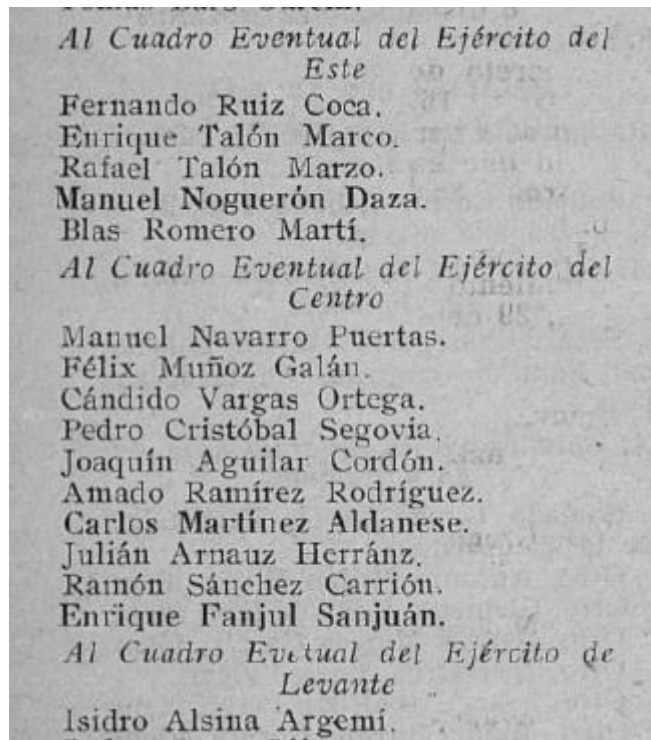 Al Cuadro Eventual del Ejército del
Este
Fernando Ruiz Coca.
Enrique Talón Marco.
Rafael Talón Marzo.
Manuel Noguerón Daza.
Blas Romero Martí.
Al Cuadro Eventual del Ejército del
Centro
Manuel Navarro Puertas.
Félix Muñoz Galán.
Cándido Vargas Ortega.
Pedro Cristóbal Segovia.
Joaquín Aguilar Cordón.
Amado Ramírez Rodríguez.
Carlos Martínez Aldanese.
Julián Arnauz Herránz.
Ramón Sánchez Carrión.
Enrique Fanjul Sanjuán.
Al Cuadro Evetual del Ejército de
Levante
Isidro Alsina Argemí.